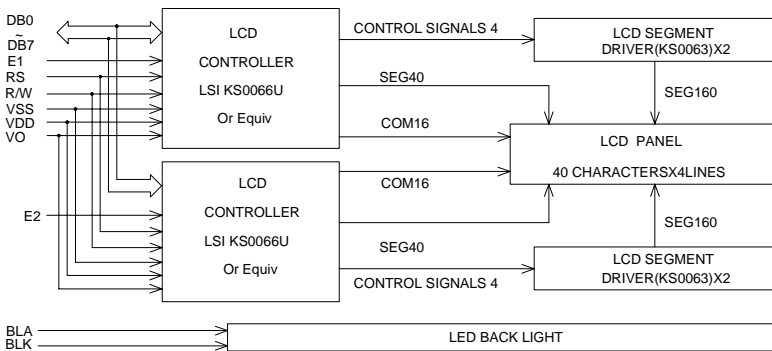 DB0
~
DB7
E1
RS
R/W
VSS
VDD
VO
LCD
CONTROLLER
LSI KS0066U
Or Equiv
CONTROL SIGNALS 4
SEG40
COM16
LCD SEGMENT
DRIVER(KS0063)X2
SEG160
LCD PANEL
40 CHARACTERSX4LINES
E2
LCD
CONTROLLER
LSI KS0066U
Or Equiv
COM16
SEG40
CONTROL SIGNALS 4
SEG160
LCD SEGMENT
DRIVER(KS0063)X2
BLA
BLK
LED BACK LIGHT